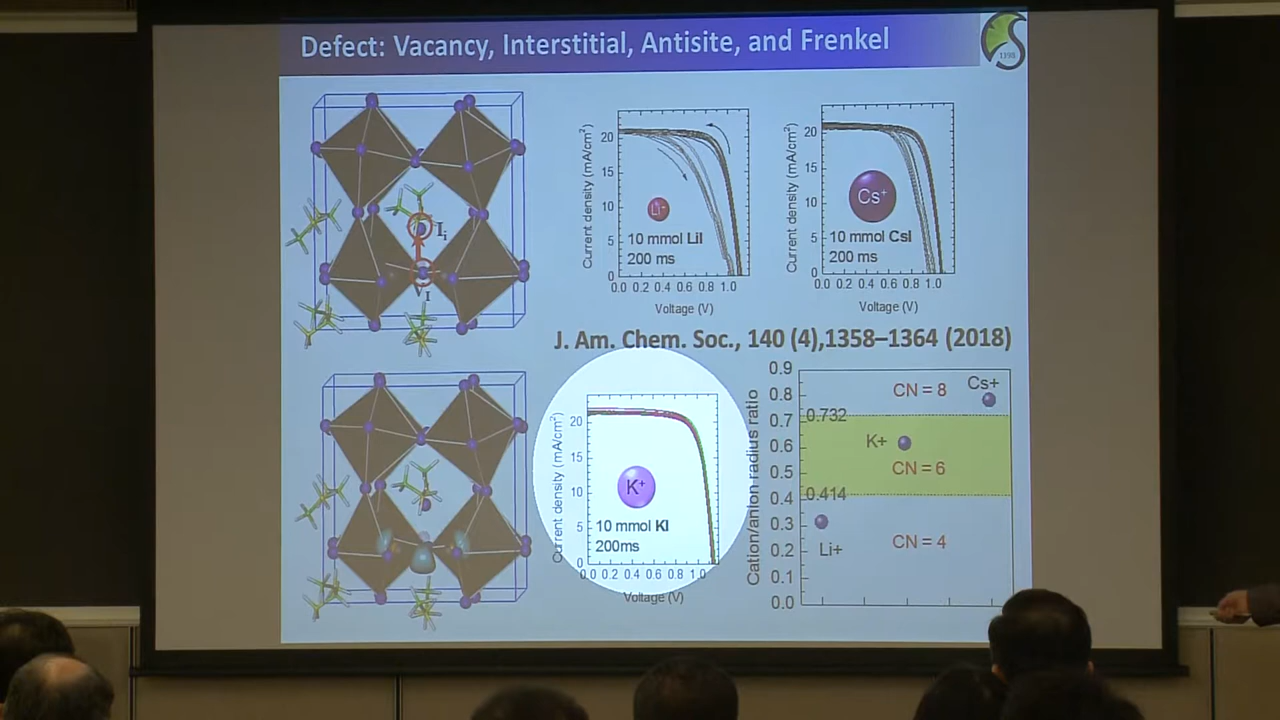 Defect: Vacancy, Interstitial, Antisite, and Frenkel
1398
Ii
VI
Current density (mA/cm²)
20
15
10
5
0
Li+
10 mmol LiI
200 ms
0.0 0.2 0.4 0.6 0.8 1.0
Voltage (V)
Current density (mA/cm²)
20
15
10
5
0
Cs+
10 mmol CsI
200 ms
0.0 0.2 0.4 0.6 0.8 1.0
Voltage (V)
J. Am. Chem. Soc., 140 (4),1358–1364 (2018)
Current density (mA/cm²)
20
15
10
5
0
K+
10 mmol KI
200ms
0.0 0.2 0.4 0.6 0.8 1.0
Voltage (V)
Cation/anion radius ratio
0.9
0.8
0.7
0.6
0.5
0.4
0.3
0.2
0.1
0.0
CN = 8
Cs+
0.732
K+
CN = 6
0.414
Li+
CN = 4